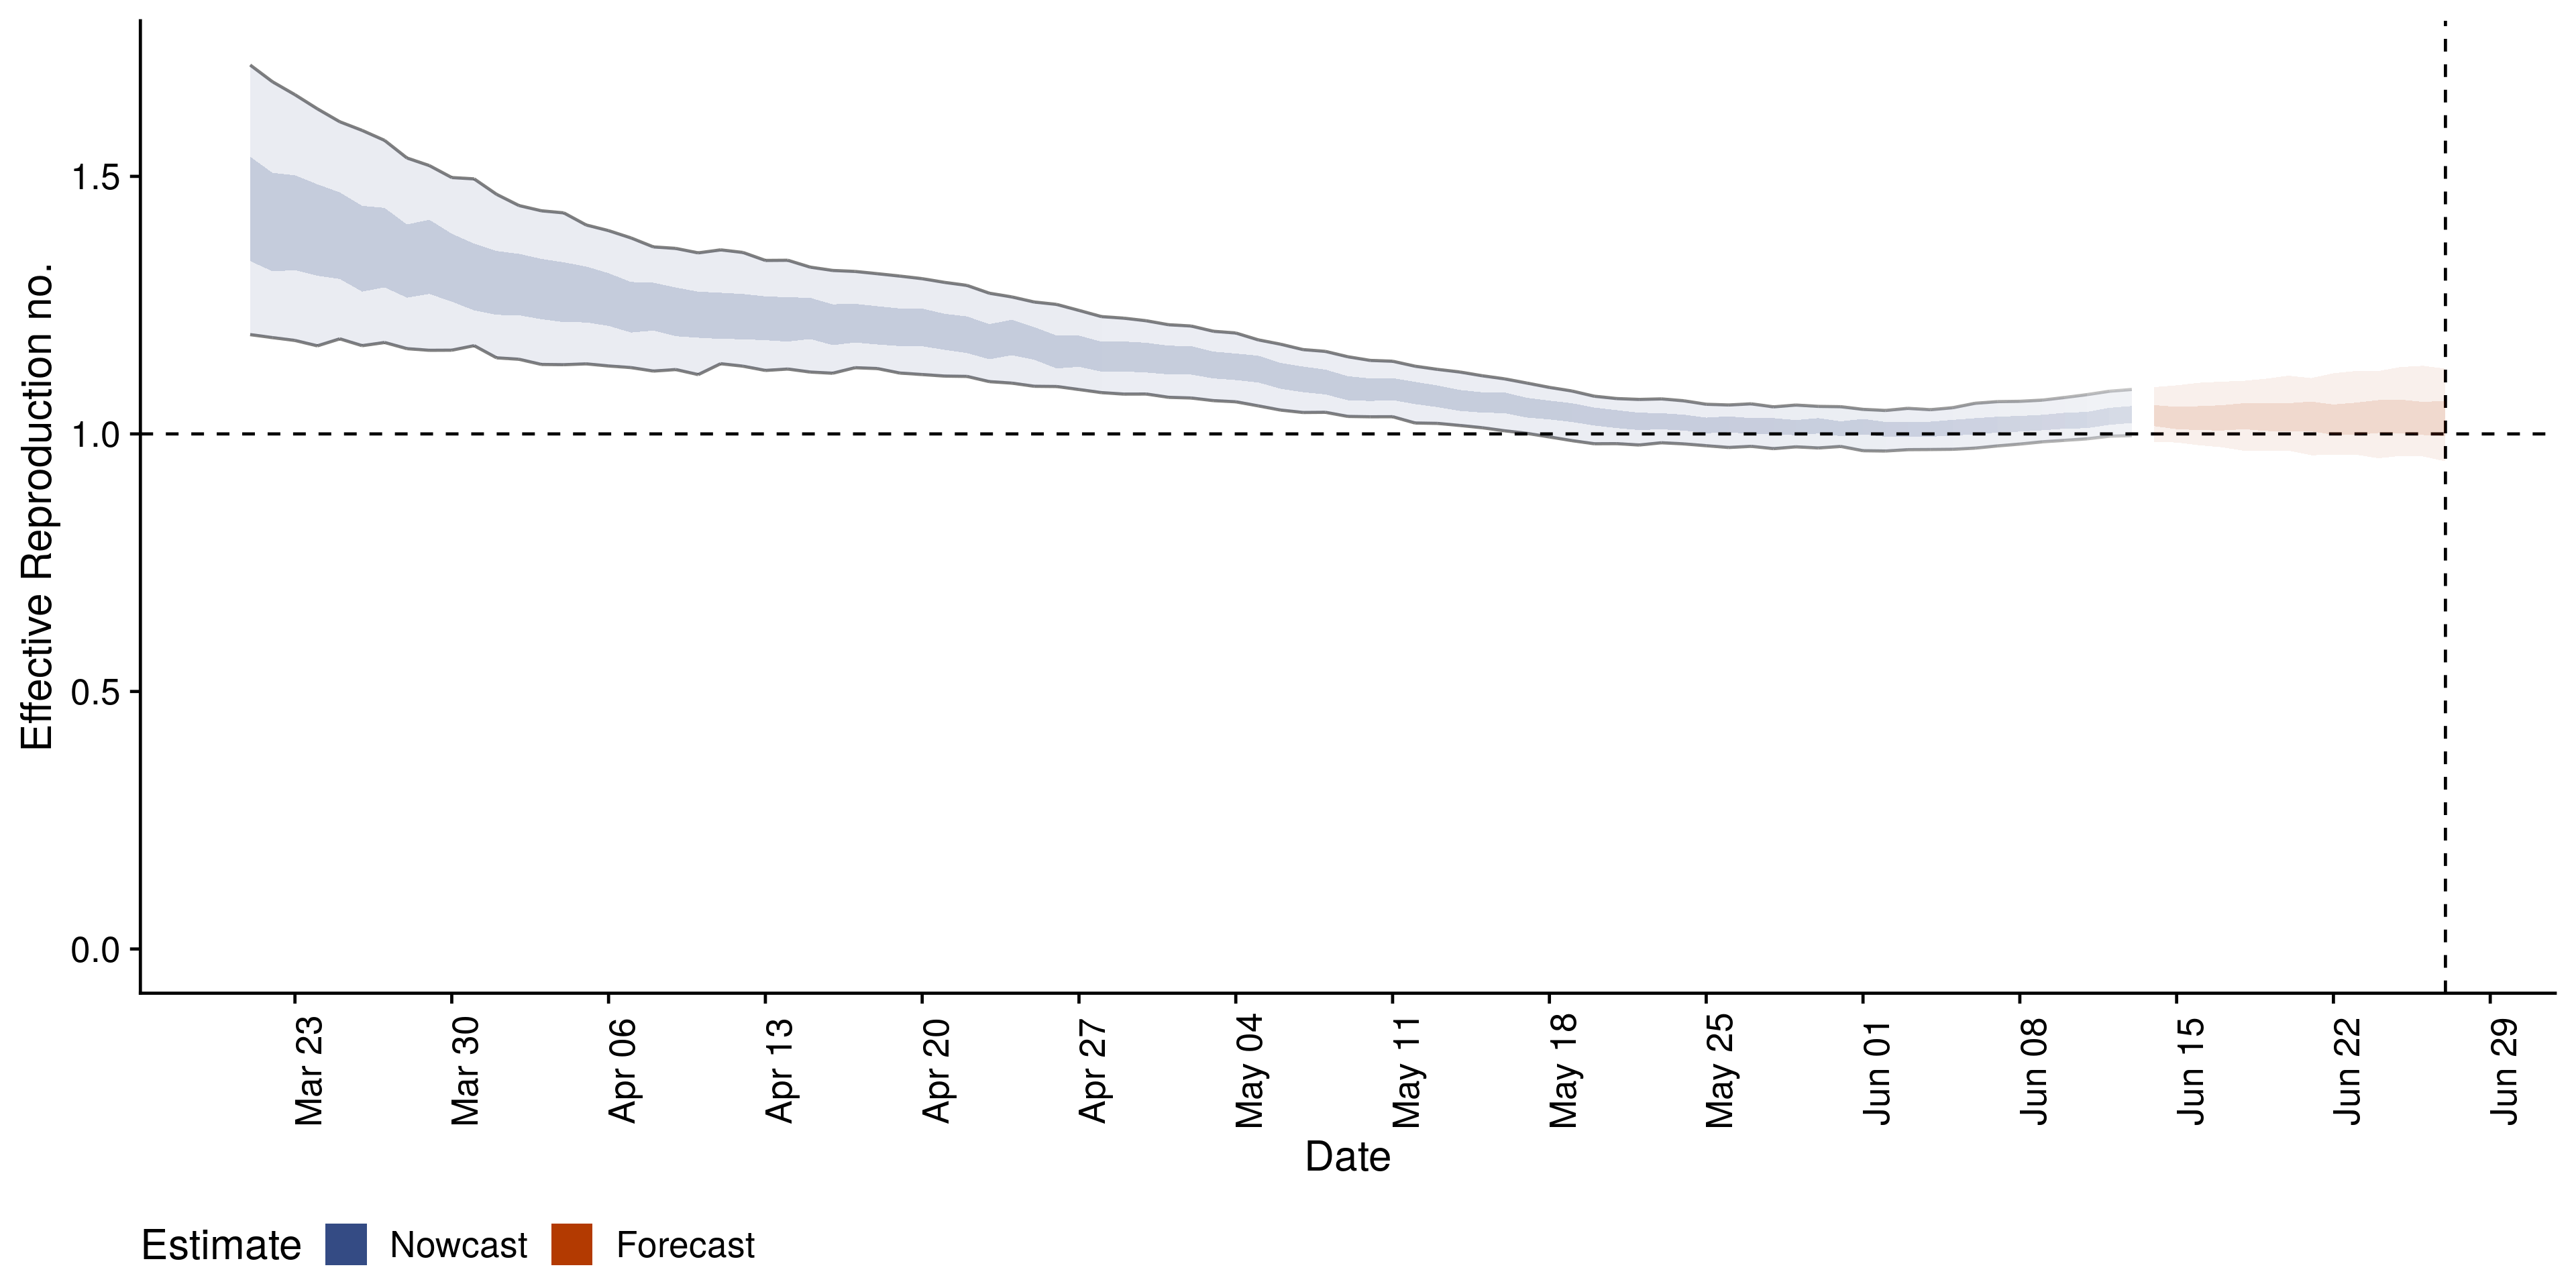 Effective Reproduction no.
1.5
1.0
0.5
0.0
Mar 23
Mar 30
Apr 06
Apr 13
Apr 20
Apr 27
May 04
May 11
May 18
May 25
Jun 01
Jun 08
Jun 15
Jun 22
Jun 29
Date
Estimate Nowcast Forecast